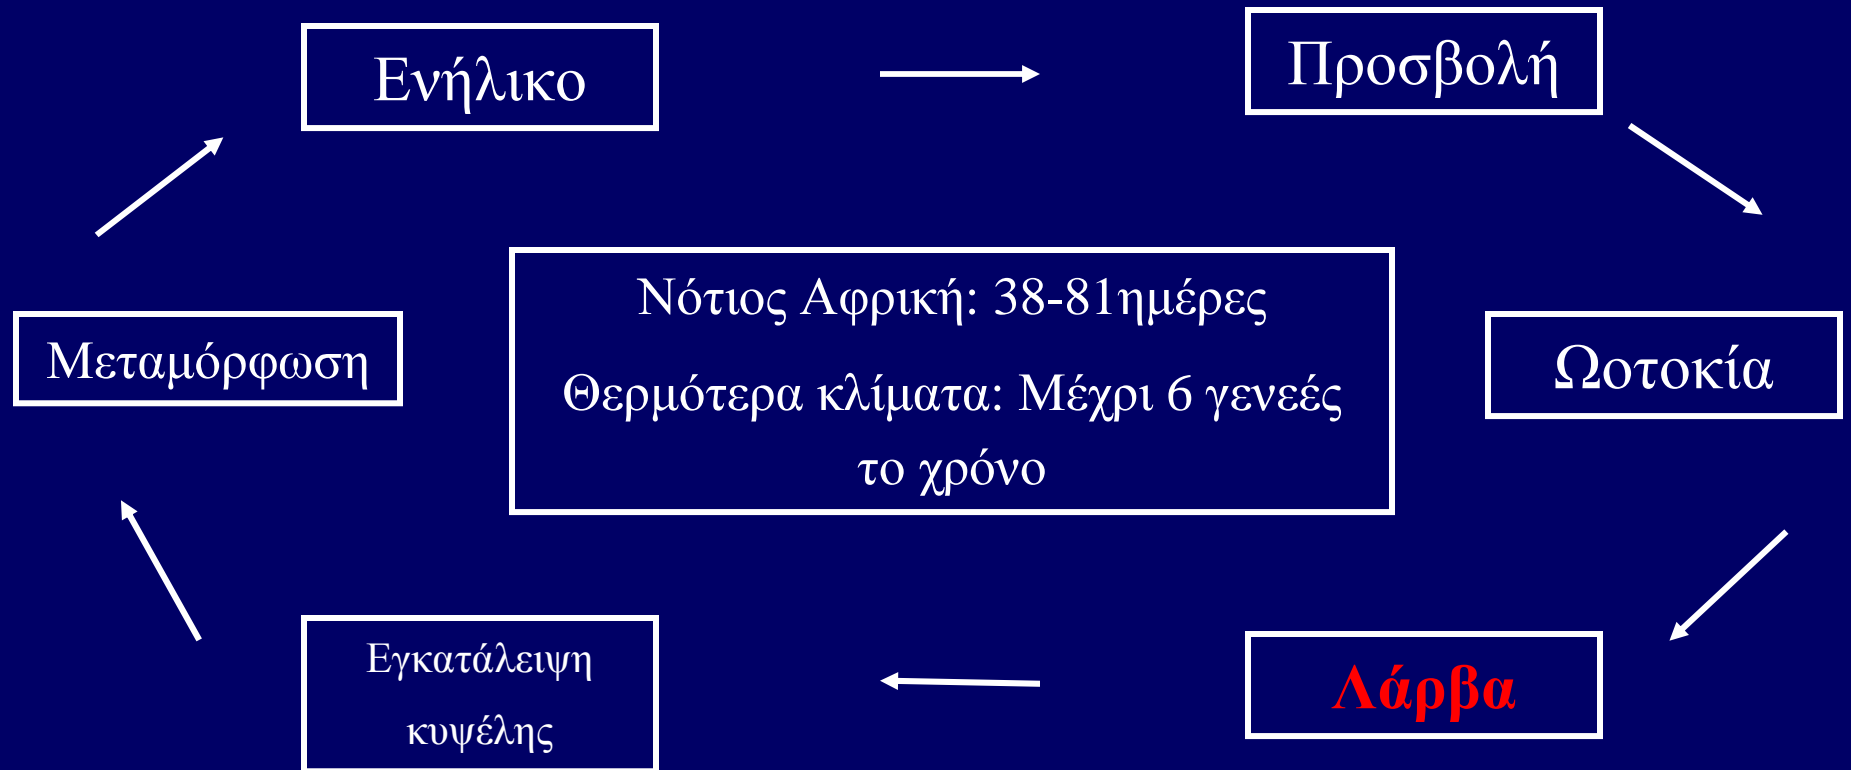 Ενήλικο
Προσβολή
Νότιος Αφρική: 38-81ημέρες
Θερμότερα κλίματα: Μέχρι 6 γενεές
το χρόνο
Μεταμόρφωση
Ωοτοκία
Εγκατάλειψη
κυψέλης
Λάρβα